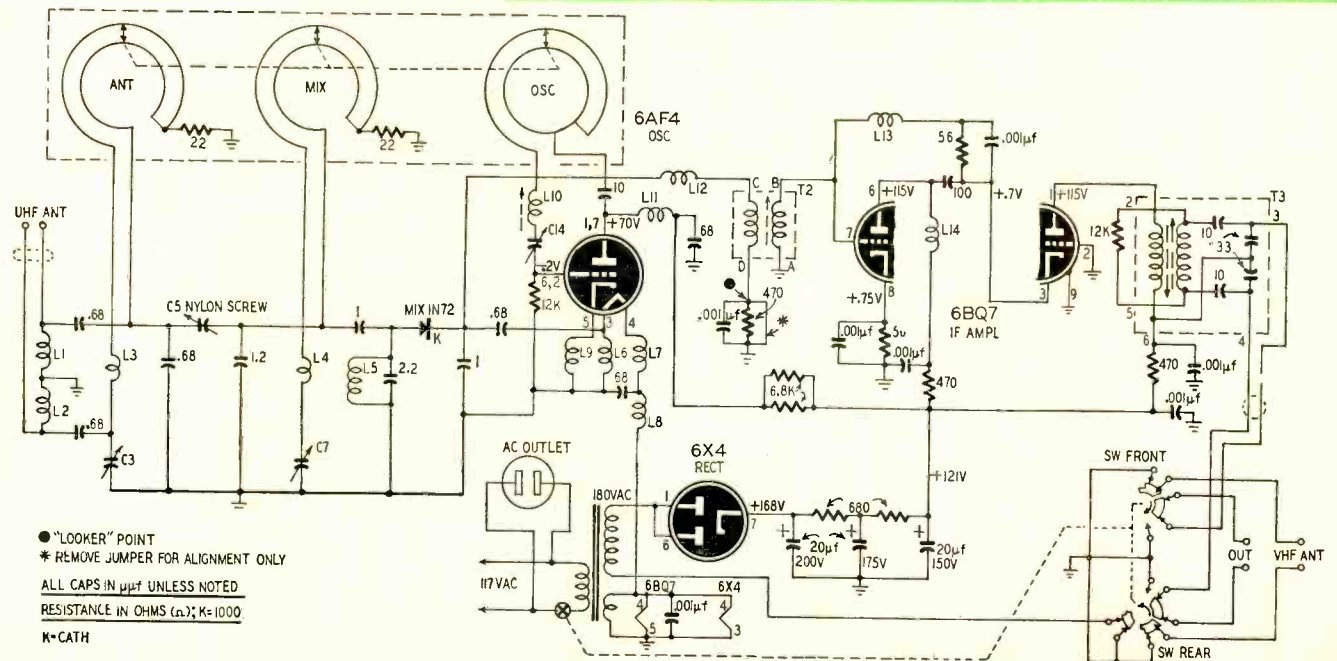 ANT
MIX
OSC
6AF4
OSC
22
22
L13
56
.001µf
L10
10
L11
L12
C
B
T2
6
+115V
100
+.7V
1
+115V
2
T3
3
UHF ANT
C14
1,7
+70V
68
7
L14
12K
10
.33
2
.2V
6,2
12K
D
A
10
.68
C5 NYLON SCREW
1
MIX IN72
K
.68
5
3
4
.001µf
470
*
+.75V
8
6BQ7
IF AMPL
3
9
5
6
4
L1
L3
.68
1.2
L4
L5
2.2
1
L9
L6
L7
.001µf
.001µf
470
470
.001µf
L2
.68
68
6.8K
2
.001µf
L8
C3
C7
AC OUTLET
6X4
RECT
+121V
SW FRONT
180VAC
1
7
+168V
680
6
● "LOOKER" POINT
* REMOVE JUMPER FOR ALIGNMENT ONLY
+
20µf
200V
175V
+
20µf
150V
OUT
VHF ANT
ALL CAPS IN µµf UNLESS NOTED
117 VAC
6BQ7
6X4
RESISTANCE IN OHMS (Ω); K=1000
4
.001µf
4
K=CATH
5
3
SW REAR